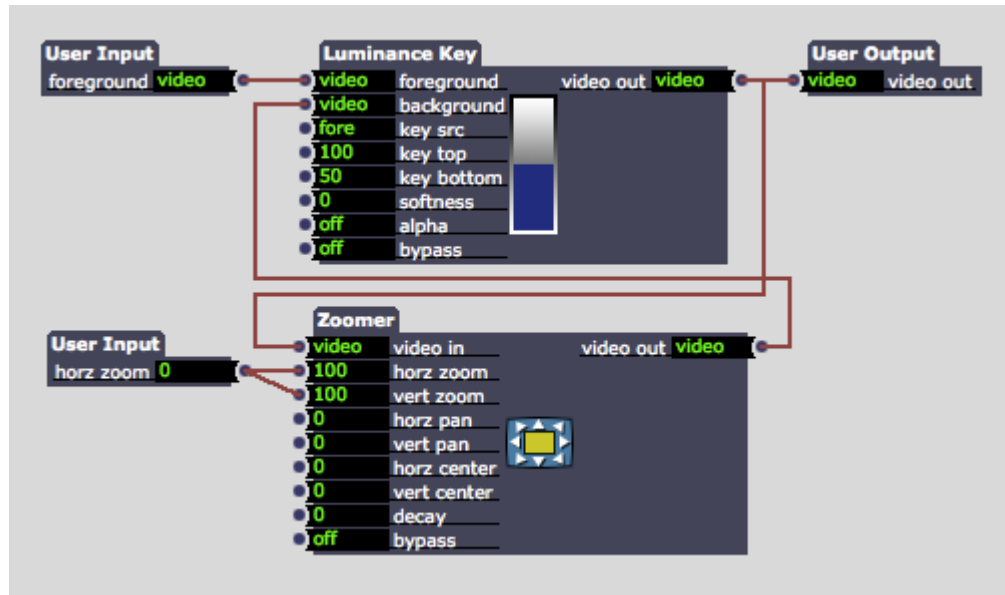 User Input
foreground video
Luminance Key
video foreground
video background
fore key src
100 key top
50 key bottom
0 softness
off alpha
off bypass
video out video
User Output
video video out
User Input
horz zoom 0
Zoomer
video video in
100 horz zoom
100 vert zoom
0 horz pan
0 vert pan
0 horz center
0 vert center
0 decay
off bypass
video out video